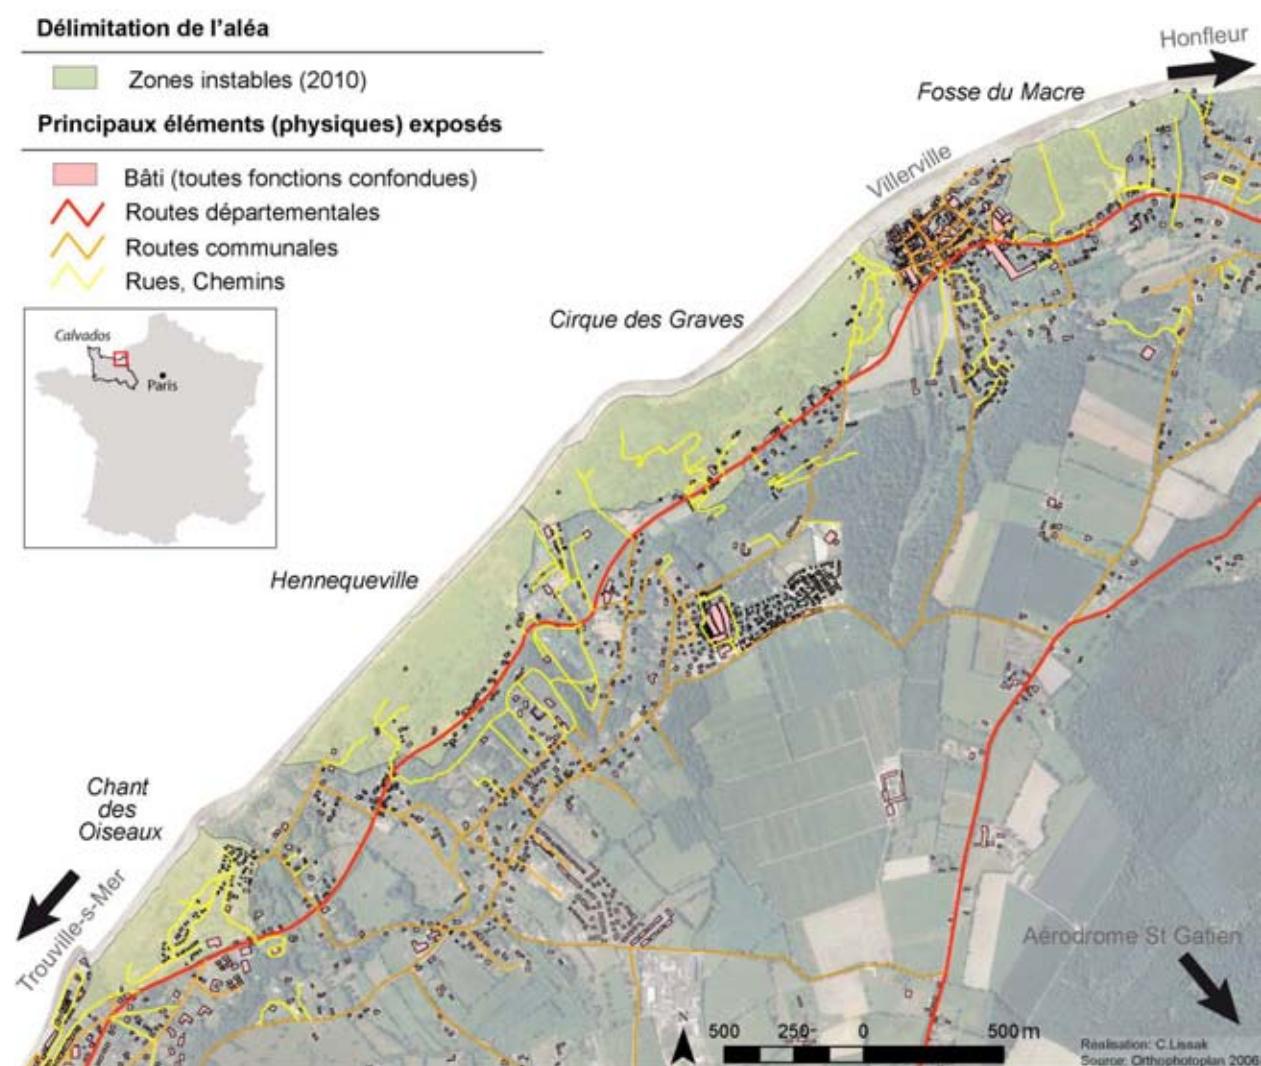 Délimitation de l'aléa
Zones instables (2010)
Principaux éléments (physiques) exposés
Bâti (toutes fonctions confondues)
Routes départementales
Routes communales
Rues, Chemins
Calvados
Paris
Honfleur
Fosse du Macre
Villerville
Cirque des Graves
Hennequeville
Chant
des
Oiseaux
Trouville-s-Mer
Aérodrome St Gatien
N
500 250 0 500 m
Réalisation: C.Lissak
Source: Orthophotoplan 2006